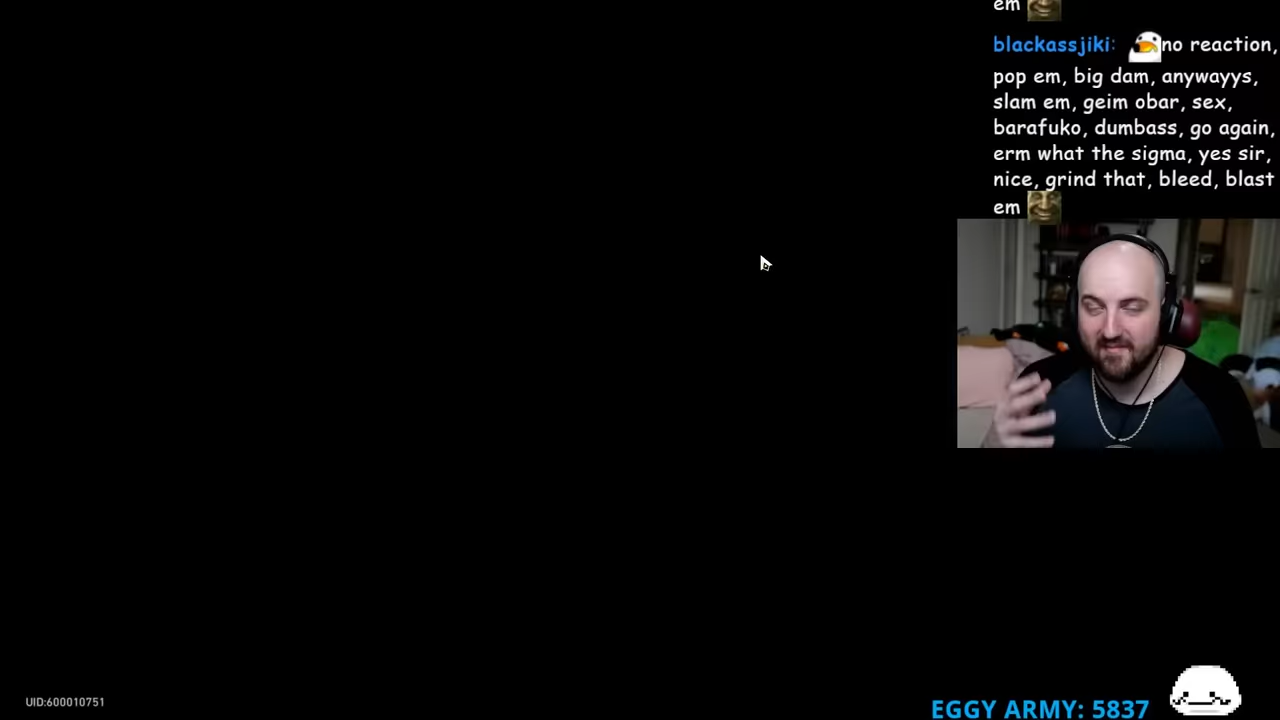 em
blackassjiki: no reaction,
pop em, big dam, anywayys,
slam em, geim obar, sex,
barafuko, dumbass, go again,
erm what the sigma, yes sir,
nice, grind that, bleed, blast
em
UID:600010751
EGGY ARMY: 5837